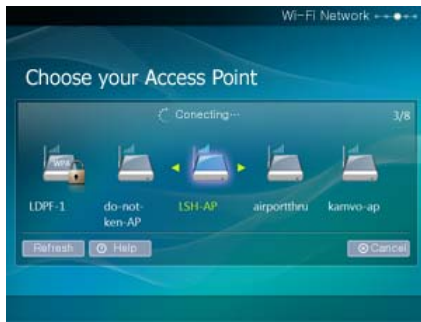 Wi-Fi Network
Choose your Access Point
Conecting...
3/8
WPA
LDPF-1
do-not-
ken-AP
LSH-AP
airportthru
kamvo-ap
Refresh
Help
Cancel